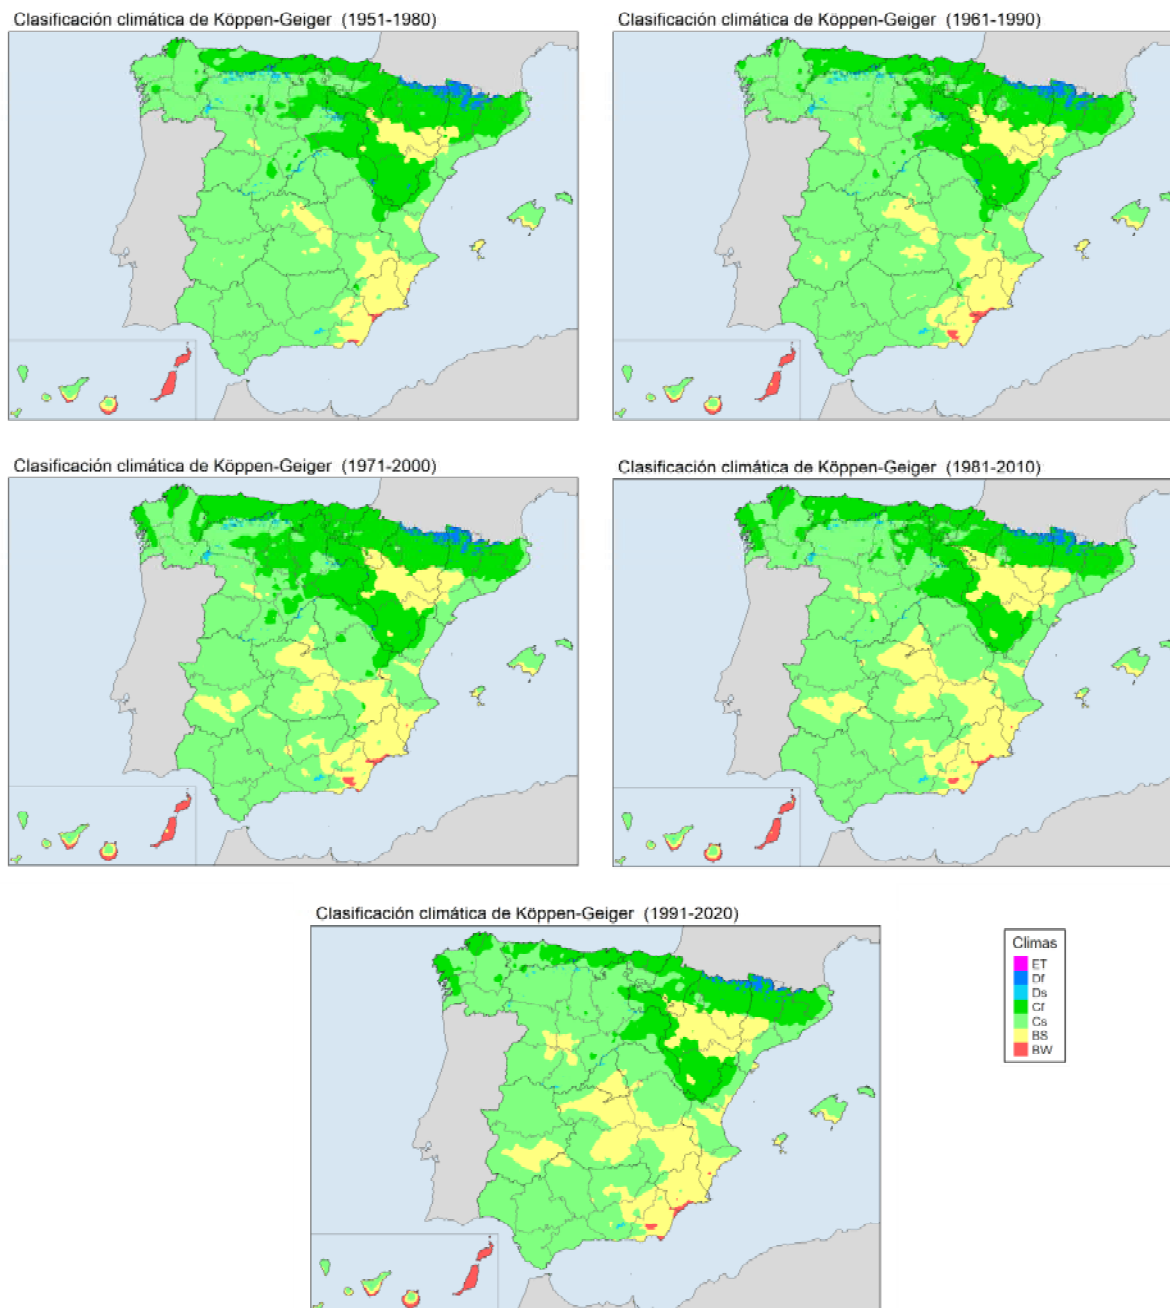 Clasificación climática de Köppen-Geiger (1951-1980)
Clasificación climática de Köppen-Geiger (1961-1990)
Clasificación climática de Köppen-Geiger (1971-2000)
Clasificación climática de Köppen-Geiger (1981-2010)
Clasificación climática de Köppen-Geiger (1991-2020)
Climas
ET
Df
Ds
Cf
Cs
BS
BW